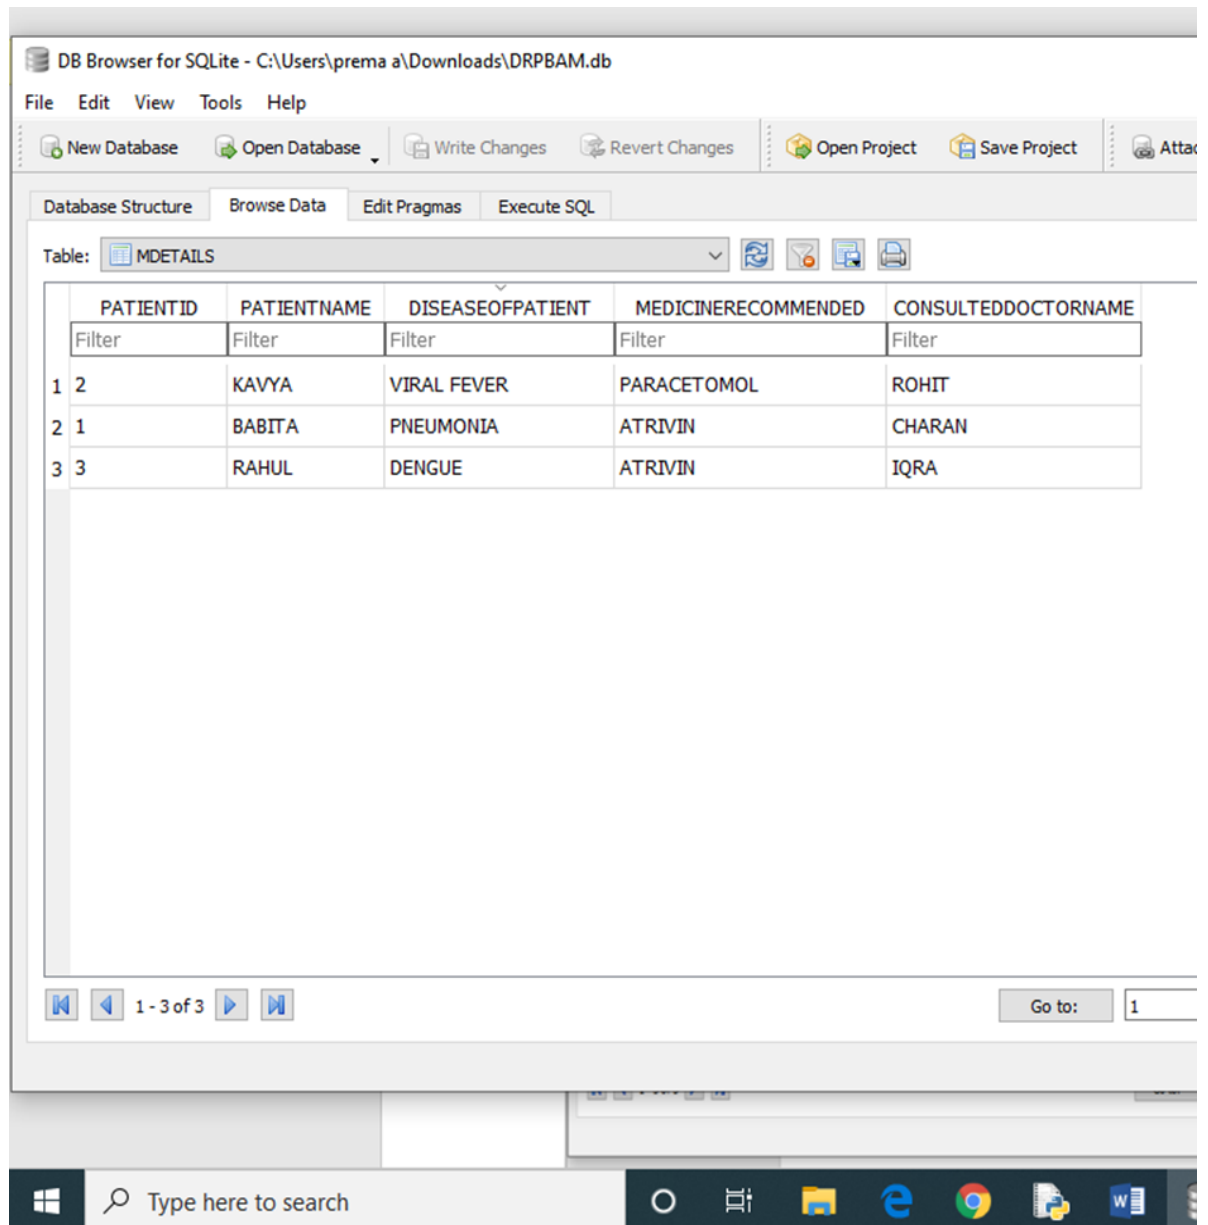 DB Browser for SQLite - C:\Users\prema a\Downloads\DRPBAM.db
File Edit View Tools Help
New Database Open Database Write Changes Revert Changes Open Project Save Project Attac
Database Structure Browse Data Edit Pragmas Execute SQL
Table: MDETAILS
PATIENTID PATIENTNAME DISEASEOFPATIENT MEDICINERECOMMENDED CONSULTEDDOCTORNAME
Filter Filter Filter Filter Filter
1 2 KAVYA VIRAL FEVER PARACETOMOL ROHIT
2 1 BABITA PNEUMONIA ATRIVIN CHARAN
3 3 RAHUL DENGUE ATRIVIN IQRA
1 - 3 of 3 Go to: 1
Type here to search